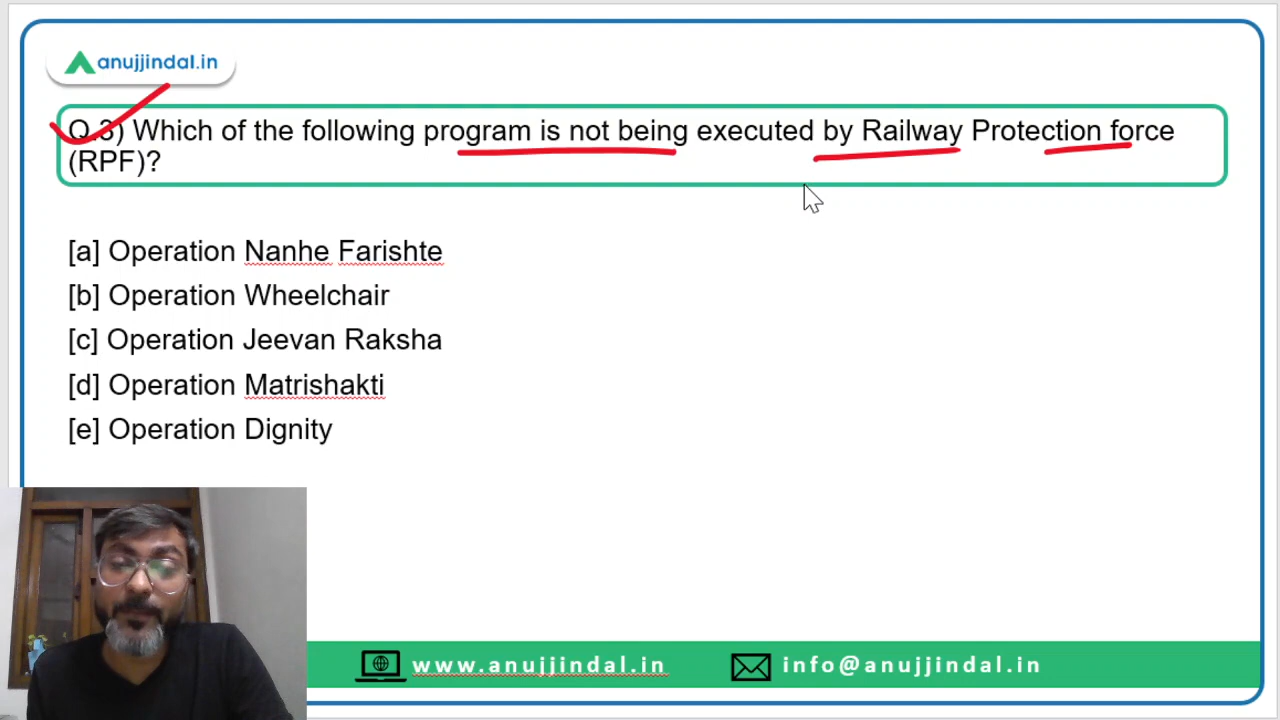 anujjindal.in
Q.3) Which of the following program is not being executed by Railway Protection force
(RPF)?
[a] Operation Nanhe Farishte
[b] Operation Wheelchair
[c] Operation Jeevan Raksha
[d] Operation Matrishakti
[e] Operation Dignity
www.anujjindal.in info@anujjindal.in